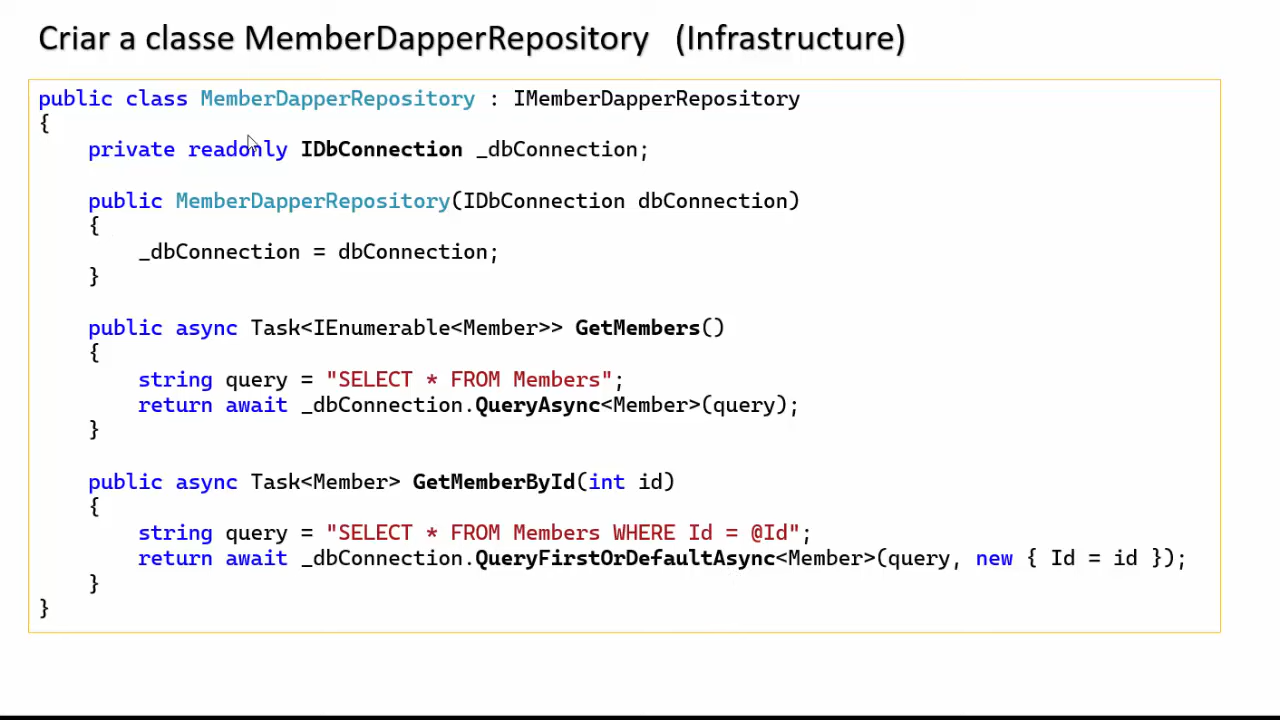 Criar a classe MemberDapperRepository (Infrastructure)
public class MemberDapperRepository : IMemberDapperRepository
{
private readonly IDbConnection _dbConnection;
public MemberDapperRepository(IDbConnection dbConnection)
{
_dbConnection = dbConnection;
}
public async Task<IEnumerable<Member>> GetMembers()
{
string query = "SELECT * FROM Members";
return await _dbConnection.QueryAsync<Member>(query);
}
public async Task<Member> GetMemberById(int id)
{
string query = "SELECT * FROM Members WHERE Id = @Id";
return await _dbConnection.QueryFirstOrDefaultAsync<Member>(query, new { Id = id });
}
}